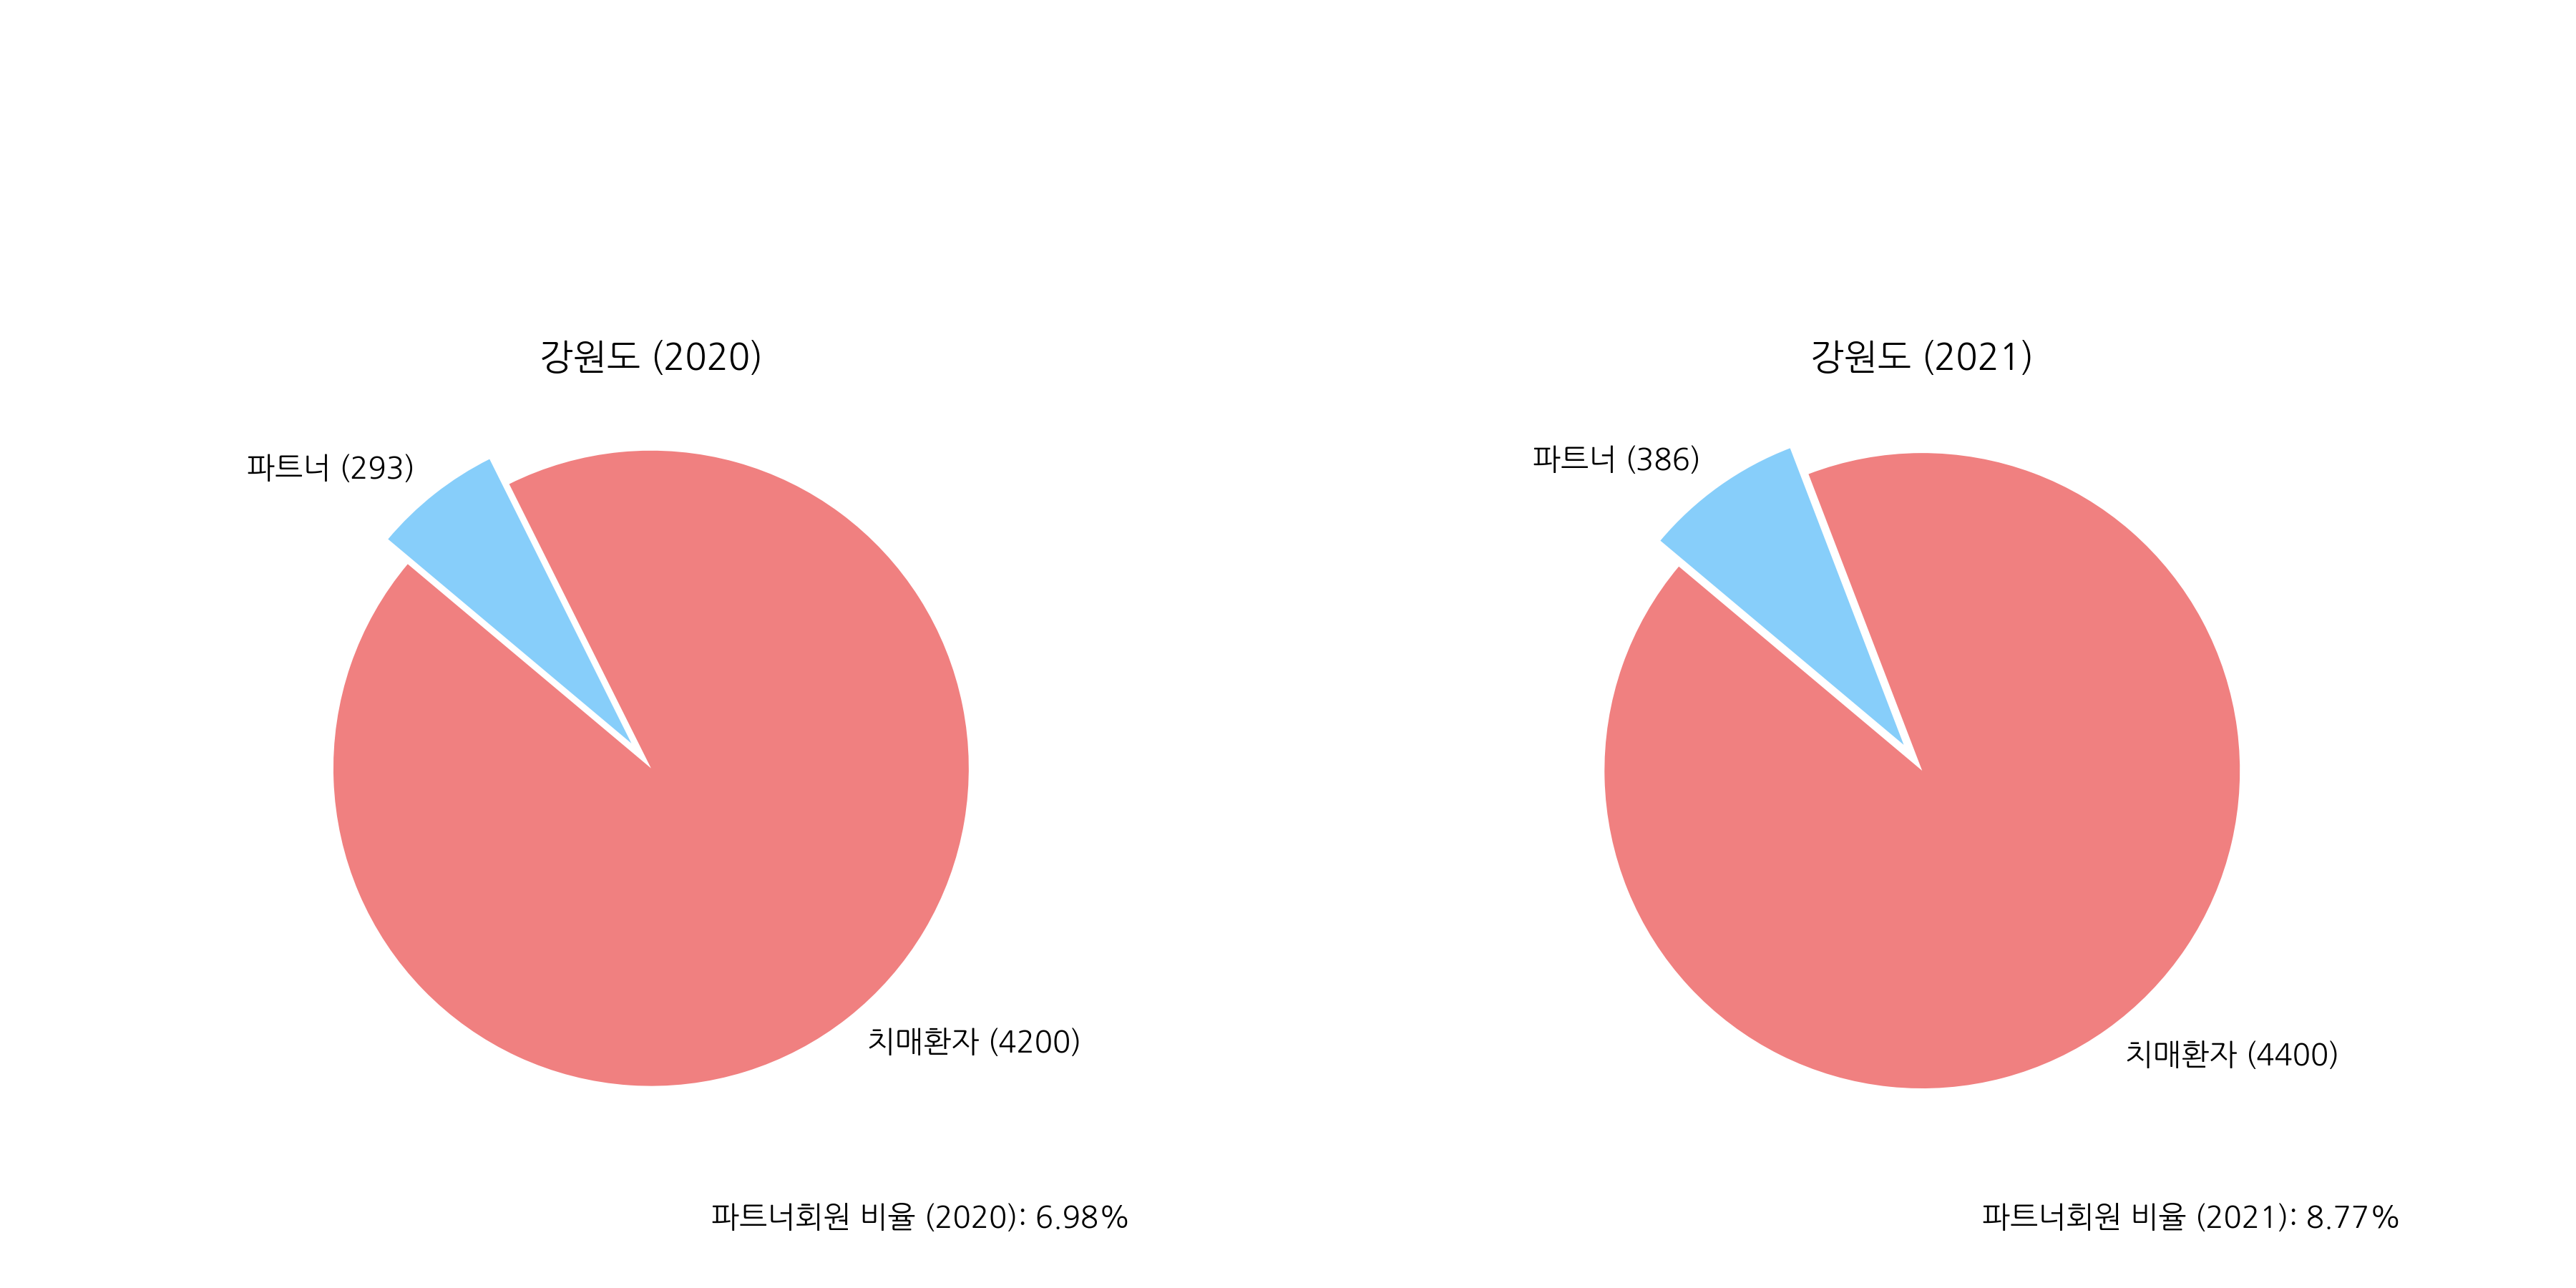 강원도 (2020)
파트너 (293)
치매환자 (4200)
파트너회원 비율 (2020): 6.98%
강원도 (2021)
파트너 (386)
치매환자 (4400)
파트너회원 비율 (2021): 8.77%